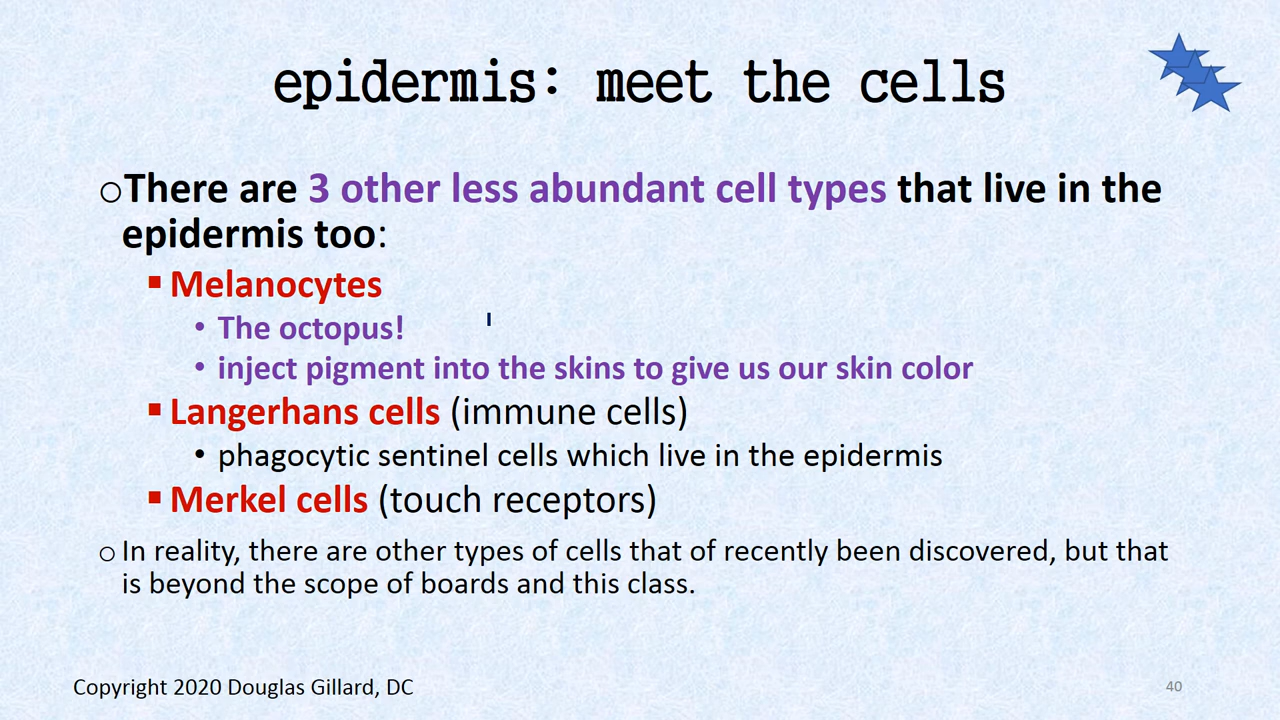 epidermis: meet the cells
○There are 3 other less abundant cell types that live in the
epidermis too:
▪ Melanocytes
• The octopus!
• inject pigment into the skins to give us our skin color
▪ Langerhans cells (immune cells)
• phagocytic sentinel cells which live in the epidermis
▪ Merkel cells (touch receptors)
○ In reality, there are other types of cells that of recently been discovered, but that
is beyond the scope of boards and this class.
Copyright 2020 Douglas Gillard, DC
40